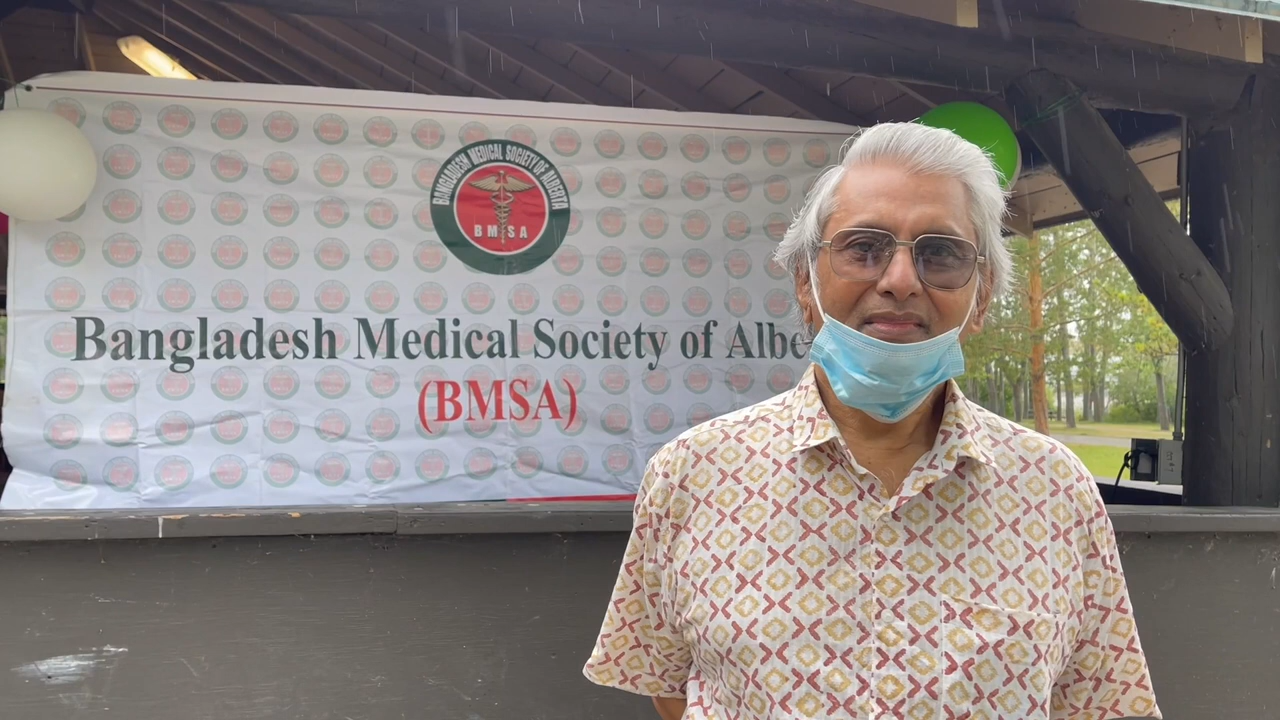 BANGLADESH MEDICAL SOCIETY OF ALBERTA
BMSA
Bangladesh Medical Society of Albe
(BMSA)